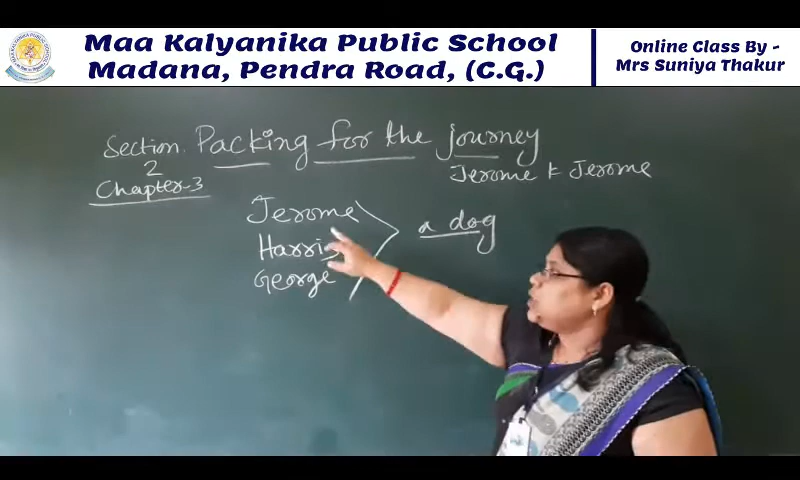 Maa Kalyanika Public School
Madana, Pendra Road, (C.G.)
Online Class By -
Mrs Suniya Thakur
Section 2 Packing for the journey
Chapter-3
Jerome K Jerome
Jerome
Harris
George
a dog